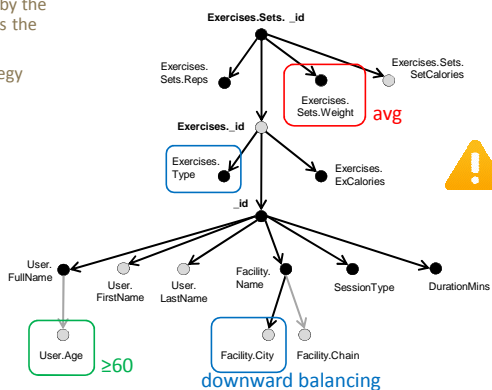 by the
s the
egy
Exercises.Sets. _id
Exercises.
Sets.Reps
Exercises.
Sets.Weight
avg
Exercises.Sets.
SetCalories
Exercises._id
Exercises.
Type
Exercises.
ExCalories
_id
User.
FullName
User.
FirstName
User.
LastName
Facility.
Name
SessionType
DurationMins
User.Age
≥60
Facility.City
Facility.Chain
downward balancing